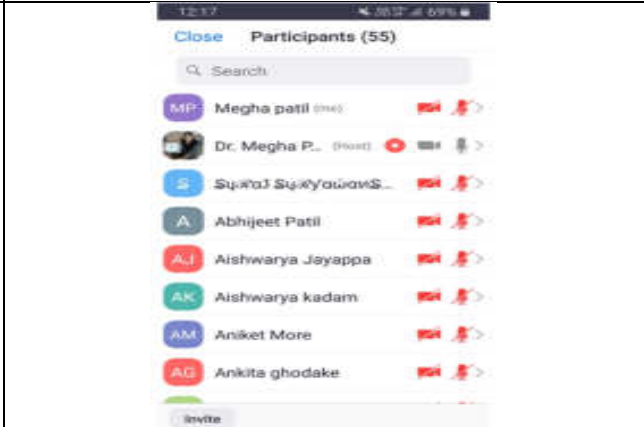 12:17 69%
Close Participants (55)
Search
MP Megha patil (me)
Dr. Megha P... (Host)
S
A Abhijeet Patil
AJ Aishwarya Jayappa
AK Aishwarya kadam
AM Aniket More
AG Ankita ghodake
Invite